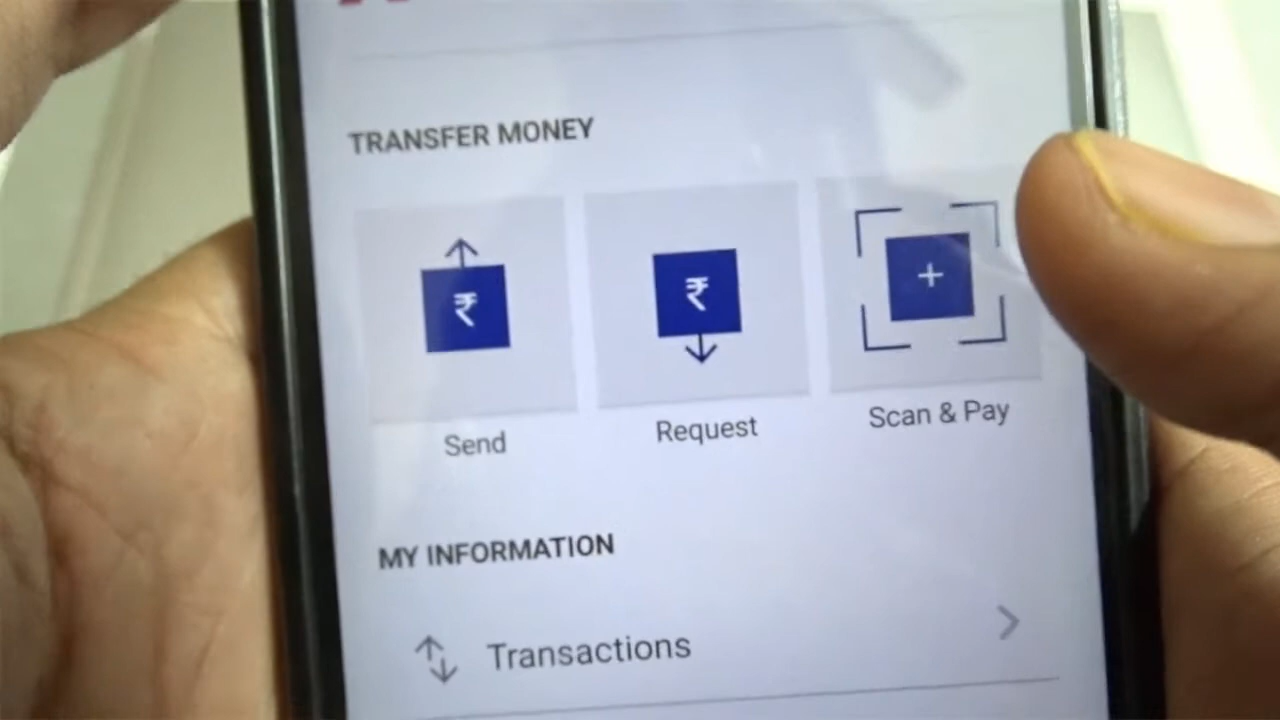 TRANSFER MONEY
₹ ₹ +
Send Request Scan & Pay
MY INFORMATION
Transactions